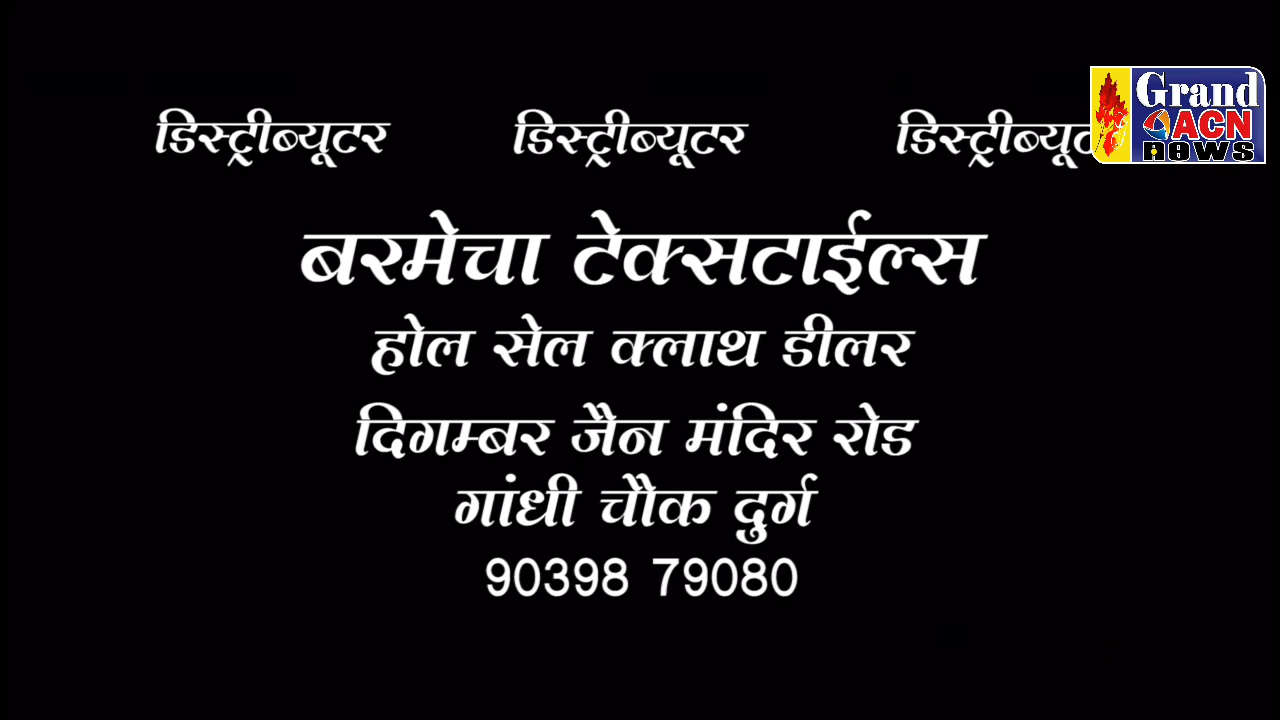 डिस्ट्रीब्यूटर डिस्ट्रीब्यूटर
Grand
ACN
news
बरमेचा टेक्सटाईल्स
होल सेल क्लाथ डीलर
दिगम्बर जैन मंदिर रोड
गांधी चौक दुर्ग
90398 79080